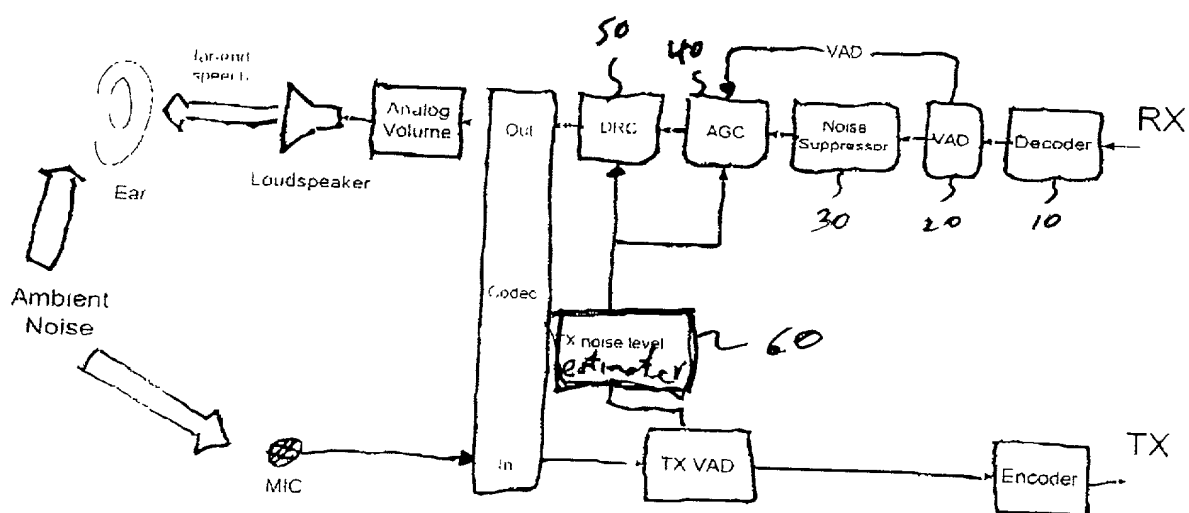 50
40
VAD
far-end
speech
Analog
Volume
Out
DRC
AGC
Noise
Suppressor
VAD
Decoder
RX
Loudspeaker
Ear
30
20
10
Ambient
Noise
Codec
TX noise level
estimator
60
In
MIC
TX VAD
Encoder
TX